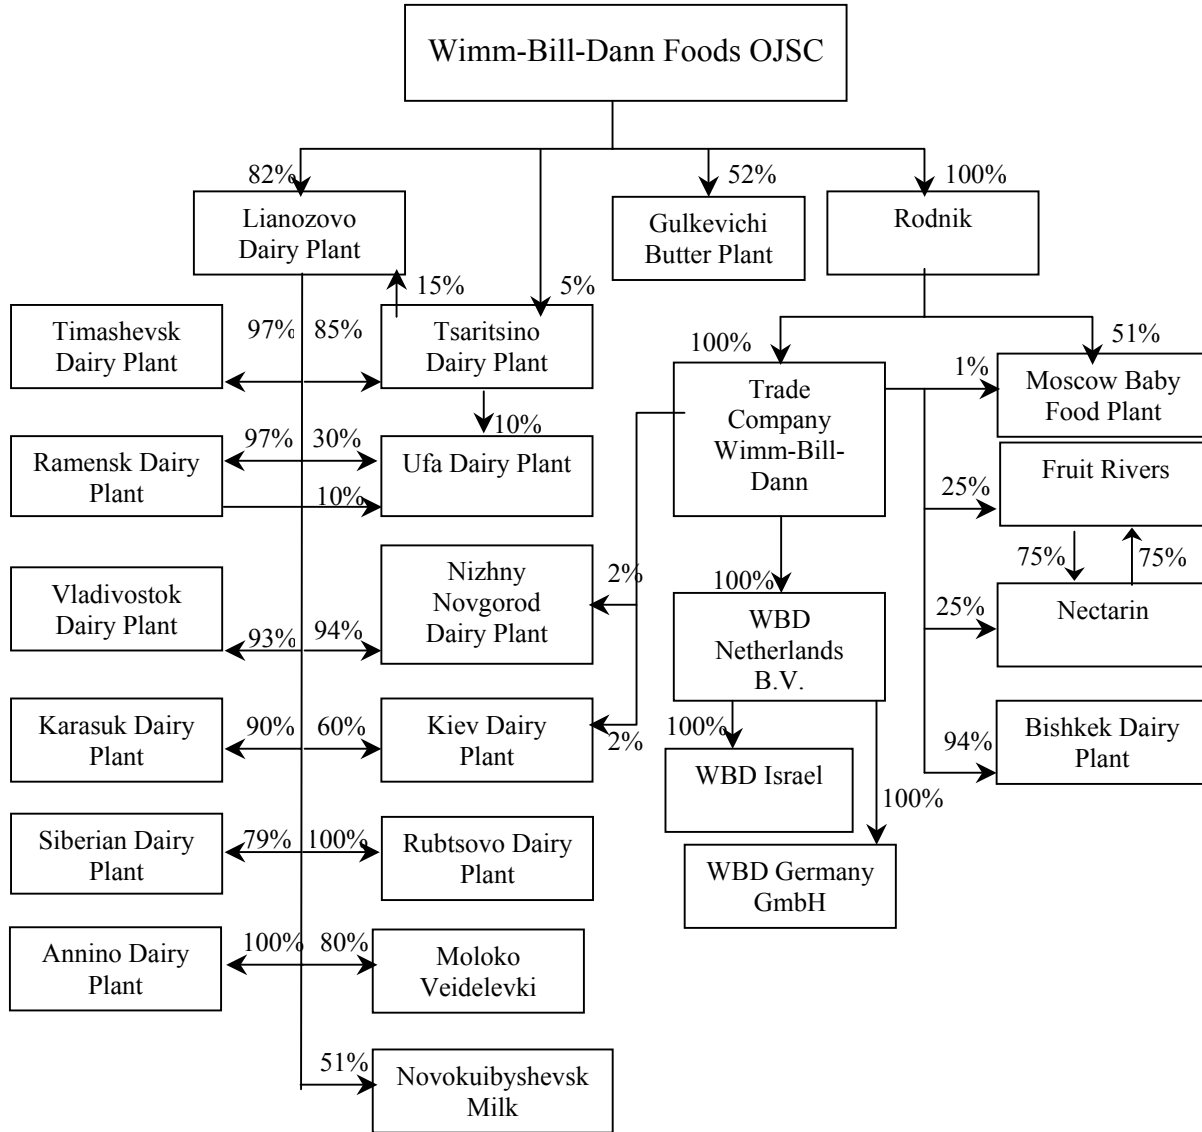 Wimm-Bill-Dann Foods OJSC
82%
52%
100%
Lianozovo
Dairy Plant
Gulkevichi
Butter Plant
Rodnik
15%
5%
Timashevsk
Dairy Plant
97%
85%
Tsaritsino
Dairy Plant
100%
51%
1%
Trade
Company
Wimm-Bill-
Dann
Moscow Baby
Food Plant
10%
Ramensk Dairy
Plant
97%
30%
10%
Ufa Dairy Plant
Fruit Rivers
25%
75%
75%
Vladivostok
Dairy Plant
93%
94%
Nizhny
Novgorod
Dairy Plant
2%
100%
WBD
Netherlands
B.V.
25%
Nectarin
Karasuk Dairy
Plant
90%
60%
Kiev Dairy
Plant
2%
100%
WBD Israel
94%
Bishkek Dairy
Plant
100%
Siberian Dairy
Plant
79%
100%
Rubtsovo Dairy
Plant
WBD Germany
GmbH
Annino Dairy
Plant
100%
80%
Moloko
Veidelevki
51%
Novokuibyshevsk
Milk